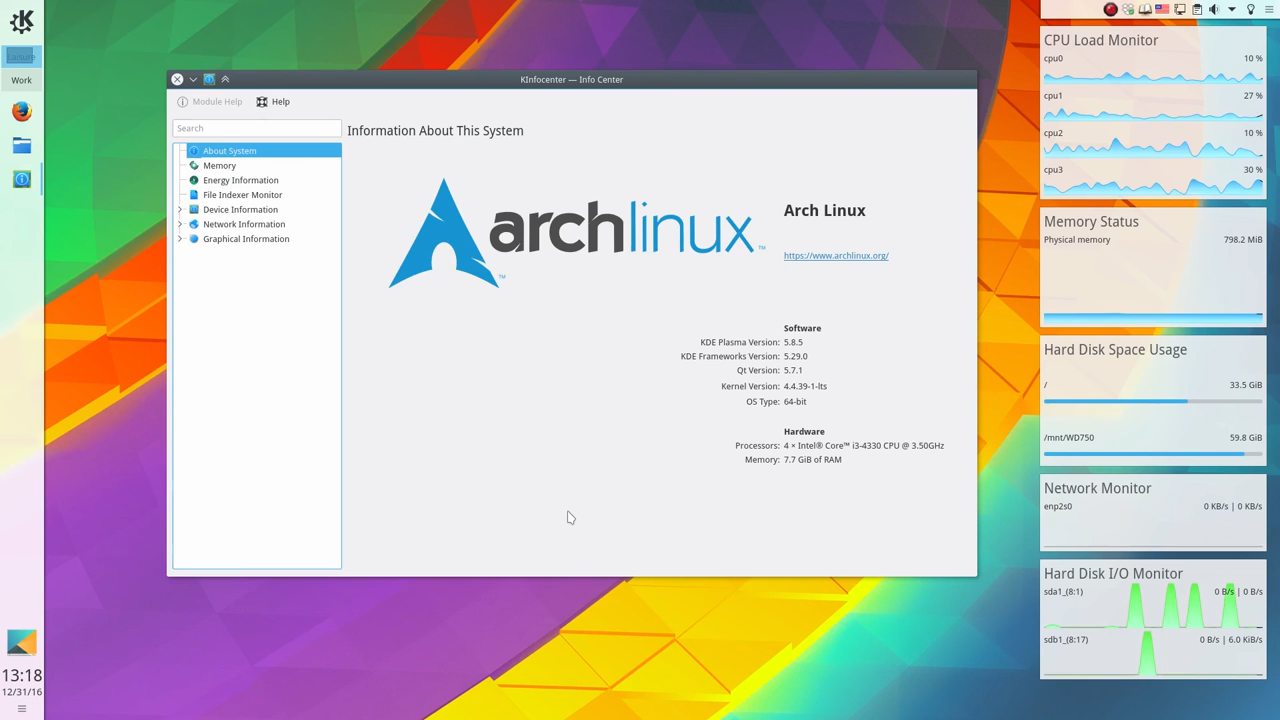 Leisure
Work
13:18
12/31/16
KInfocenter — Info Center
Module Help
Help
Search
About System
Memory
Energy Information
File Indexer Monitor
Device Information
Network Information
Graphical Information
Information About This System
archlinux™
™
Arch Linux
https://www.archlinux.org/
Software
KDE Plasma Version: 5.8.5
KDE Frameworks Version: 5.29.0
Qt Version: 5.7.1
Kernel Version: 4.4.39-1-lts
OS Type: 64-bit
Hardware
Processors: 4 × Intel® Core™ i3-4330 CPU @ 3.50GHz
Memory: 7.7 GiB of RAM
CPU Load Monitor
cpu0 10 %
cpu1 27 %
cpu2 10 %
cpu3 30 %
Memory Status
Physical memory 798.2 MiB
Hard Disk Space Usage
/ 33.5 GiB
/mnt/WD750 59.8 GiB
Network Monitor
enp2s0 0 KB/s | 0 KB/s
Hard Disk I/O Monitor
sda1_(8:1) 0 B/s | 0 B/s
sdb1_(8:17) 0 B/s | 6.0 KiB/s